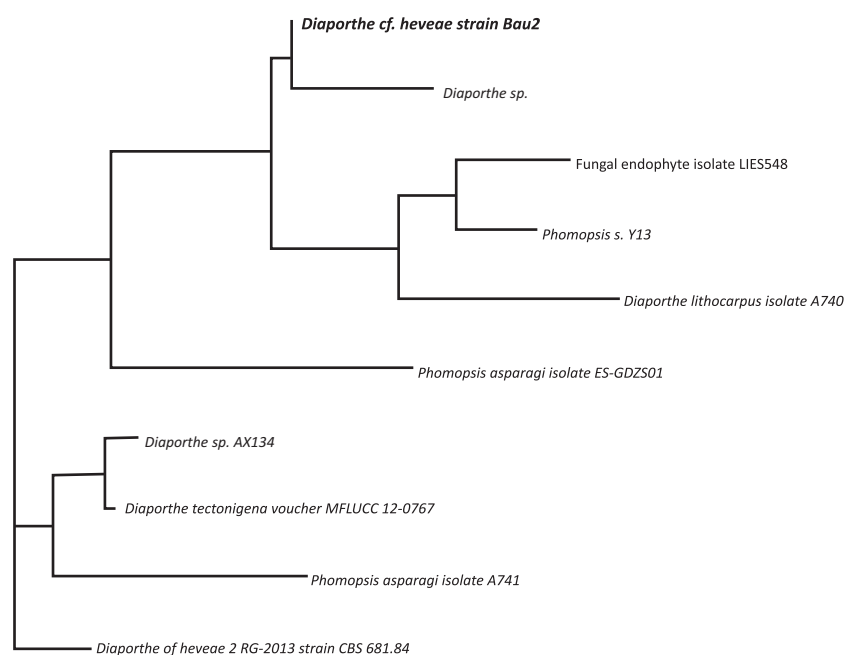 Diaporthe cf. heveae strain Bau2
Diaporthe sp.
Fungal endophyte isolate LIES548
Phomopsis s. Y13
Diaporthe lithocarpus isolate A740
Phomopsis asparagi isolate ES-GDZS01
Diaporthe sp. AX134
Diaporthe tectonigena voucher MFLUCC 12-0767
Phomopsis asparagi isolate A741
Diaporthe of heveae 2 RG-2013 strain CBS 681.84